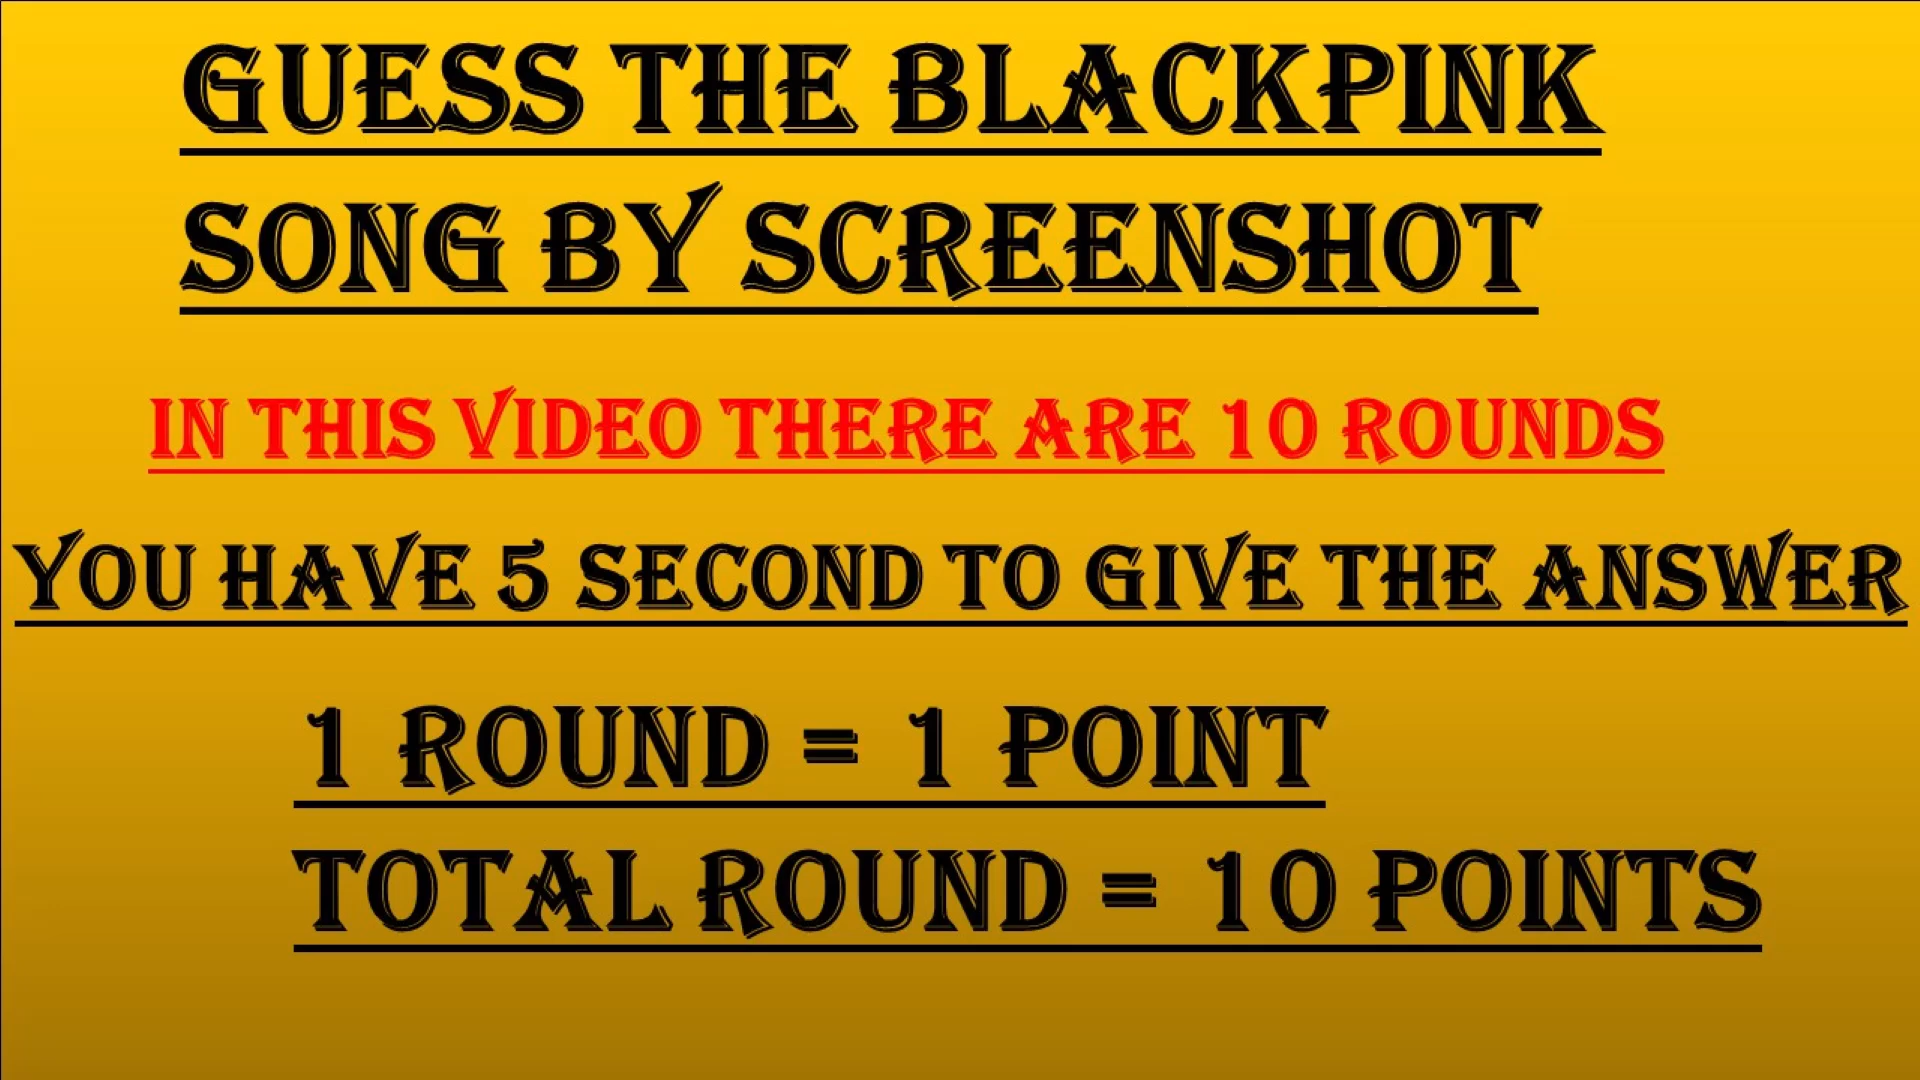 GUESS THE BLACKPINK
SONG BY SCREENSHOT
IN THIS VIDEO THERE ARE 10 ROUNDS
YOU HAVE 5 SECOND TO GIVE THE ANSWER
1 ROUND = 1 POINT
TOTAL ROUND = 10 POINTS